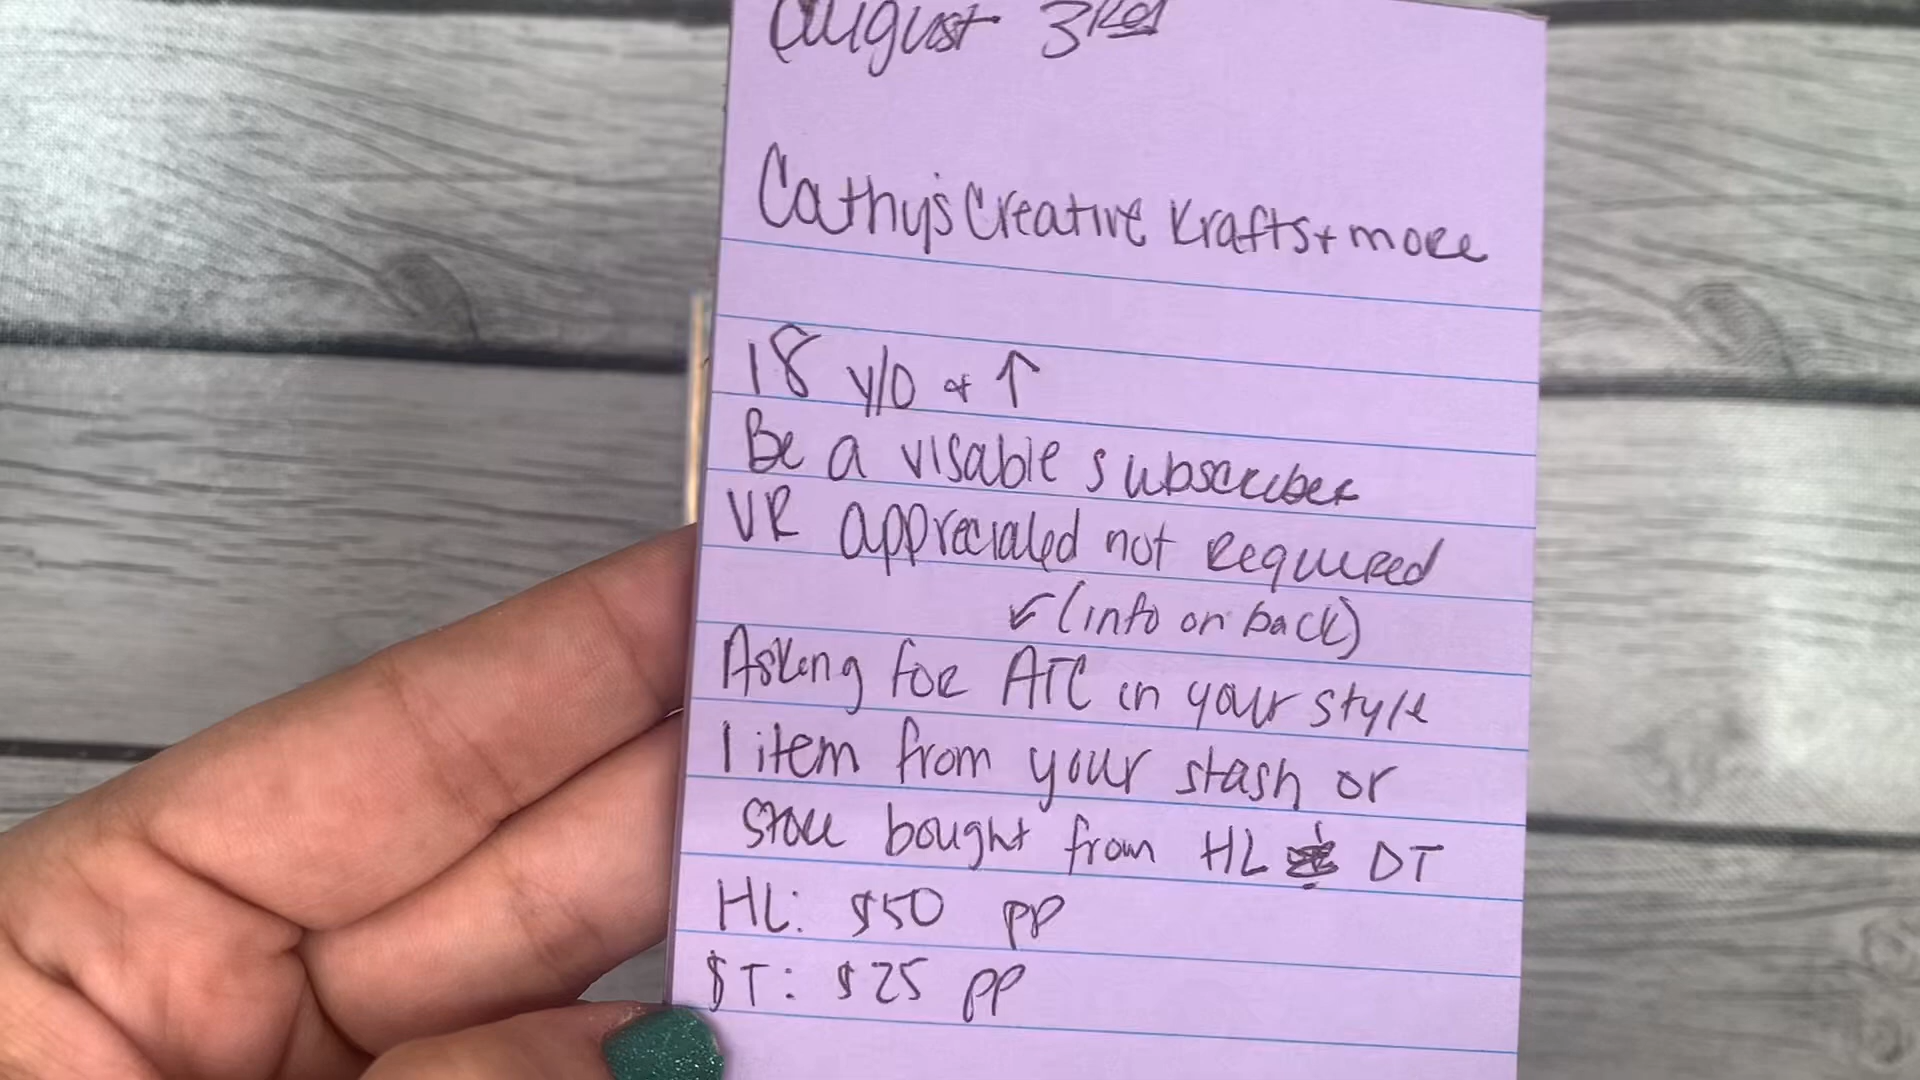 August 3rd
Cathy's Creative Krafts + more
18 y/o & ↑
Be a visable subscriber
VR appreciated not required
✓ (info on back)
Asking for ATC in your style
1 item from your stash or
store bought from HL & DT
HL: $50 pp
$T: $25 pp